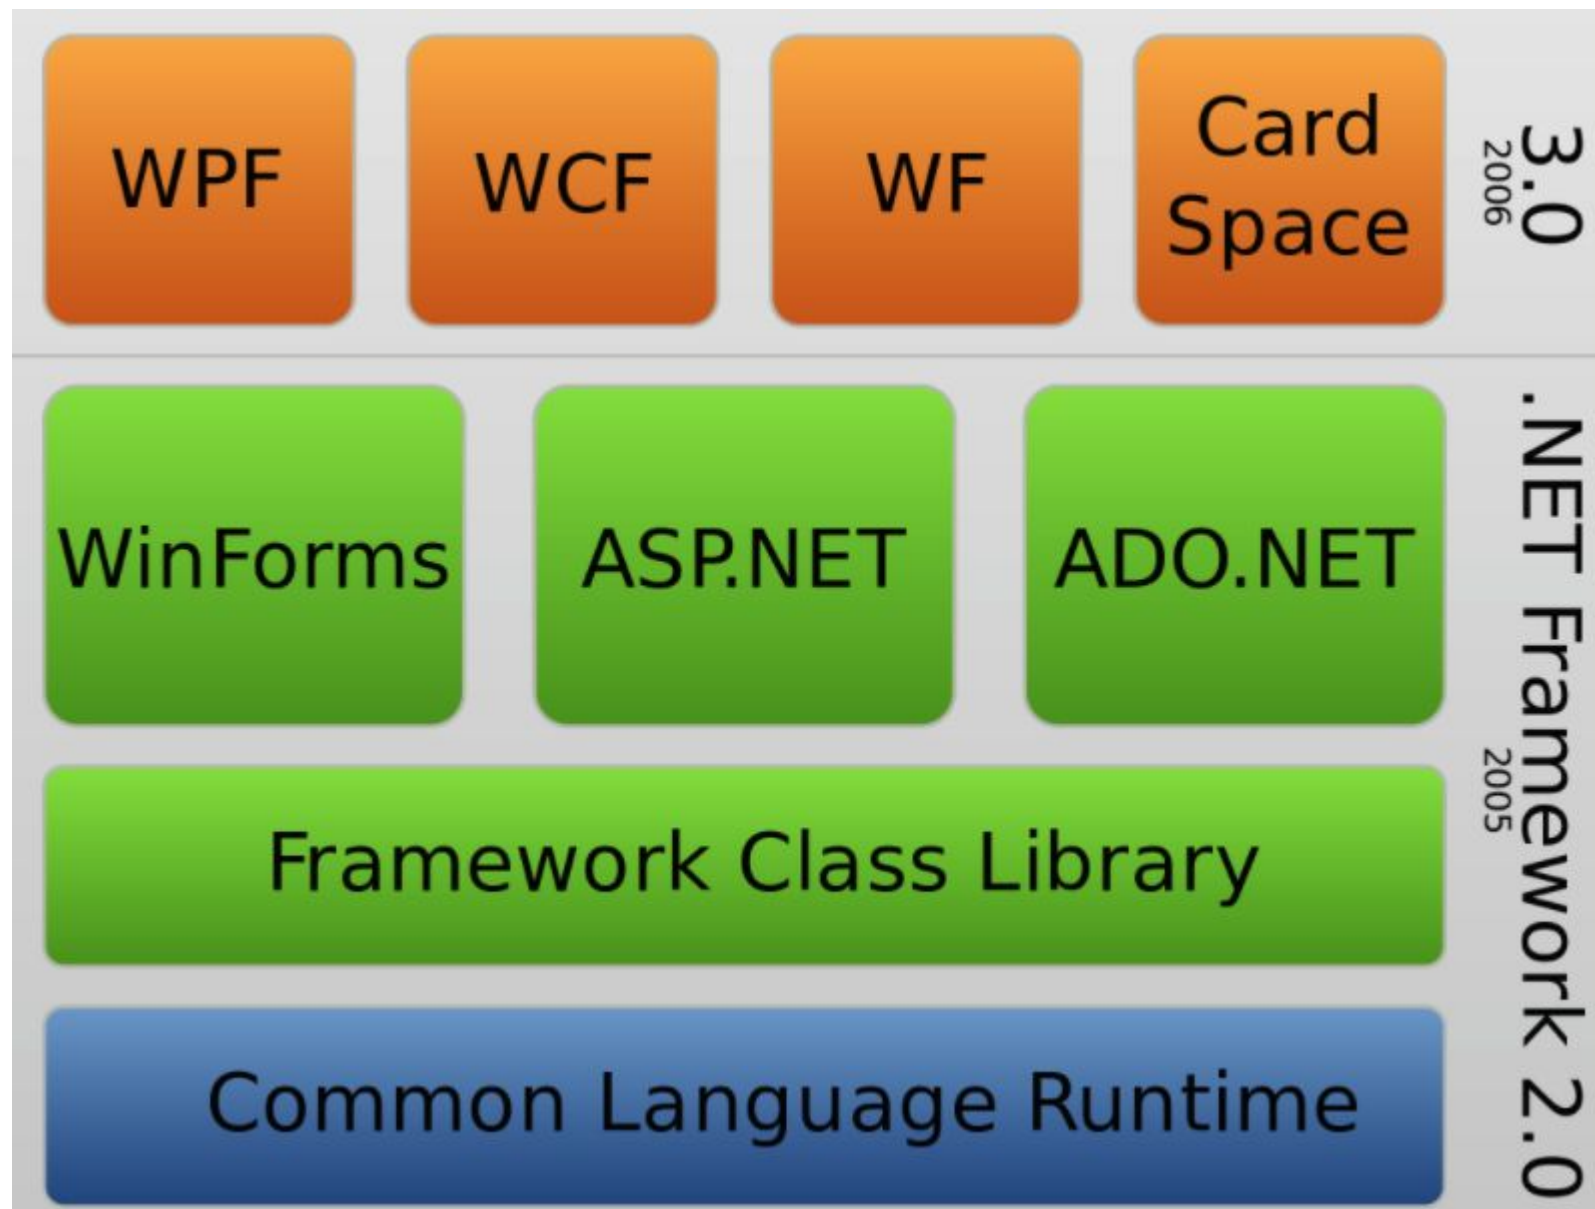 WPF
WCF
WF
Card
Space
3.0
2006
WinForms
ASP.NET
ADO.NET
Framework Class Library
Common Language Runtime
.NET Framework 2.0
2005